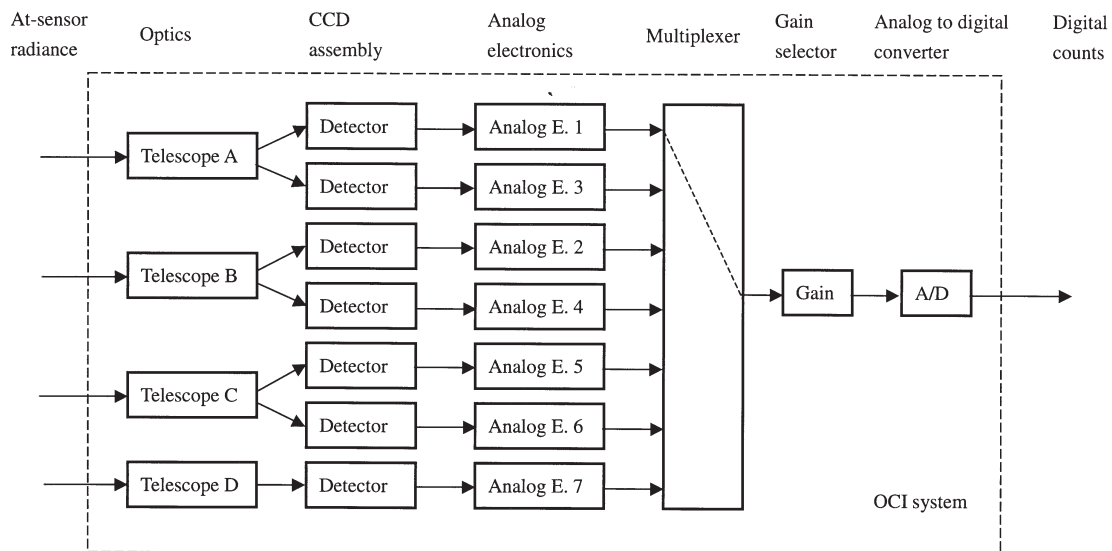 At-sensor
radiance
Optics
CCD
assembly
Analog
electronics
Multiplexer
Gain
selector
Analog to digital
converter
Digital
counts
Telescope A
Detector
Analog E. 1
Detector
Analog E. 3
Telescope B
Detector
Analog E. 2
Detector
Analog E. 4
Gain
A/D
Telescope C
Detector
Analog E. 5
Detector
Analog E. 6
Telescope D
Detector
Analog E. 7
OCI system